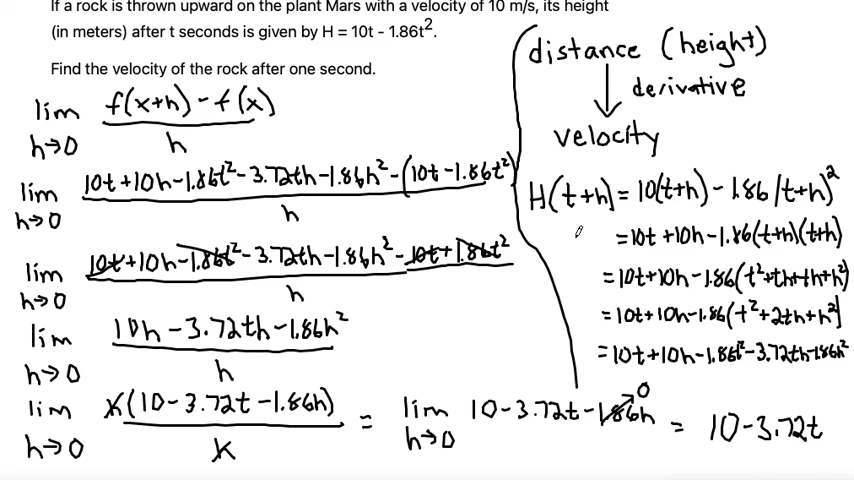 If a rock is thrown upward on the plant Mars with a velocity of 10 m/s, its height
(in meters) after t seconds is given by H = 10t - 1.86t².
Find the velocity of the rock after one second.
lim h→0 (f(x+h) - f(x)) / h
lim h→0 (10t + 10h - 1.86t² - 3.72th - 1.86h² - (10t - 1.86t²)) / h
lim h→0 (10t + 10h - 1.86t² - 3.72th - 1.86h² - 10t + 1.86t²) / h
lim h→0 (10h - 3.72th - 1.86h²) / h
lim h→0 h(10 - 3.72t - 1.86h) / h = lim h→0 10 - 3.72t - 1.86h → 0 = 10 - 3.72t
distance (height)
↓ derivative
velocity
H(t+h) = 10(t+h) - 1.86(t+h)²
= 10t + 10h - 1.86(t+h)(t+h)
= 10t + 10h - 1.86(t² + th + th + h²)
= 10t + 10h - 1.86(t² + 2th + h²)
= 10t + 10h - 1.86t² - 3.72th - 1.86h²